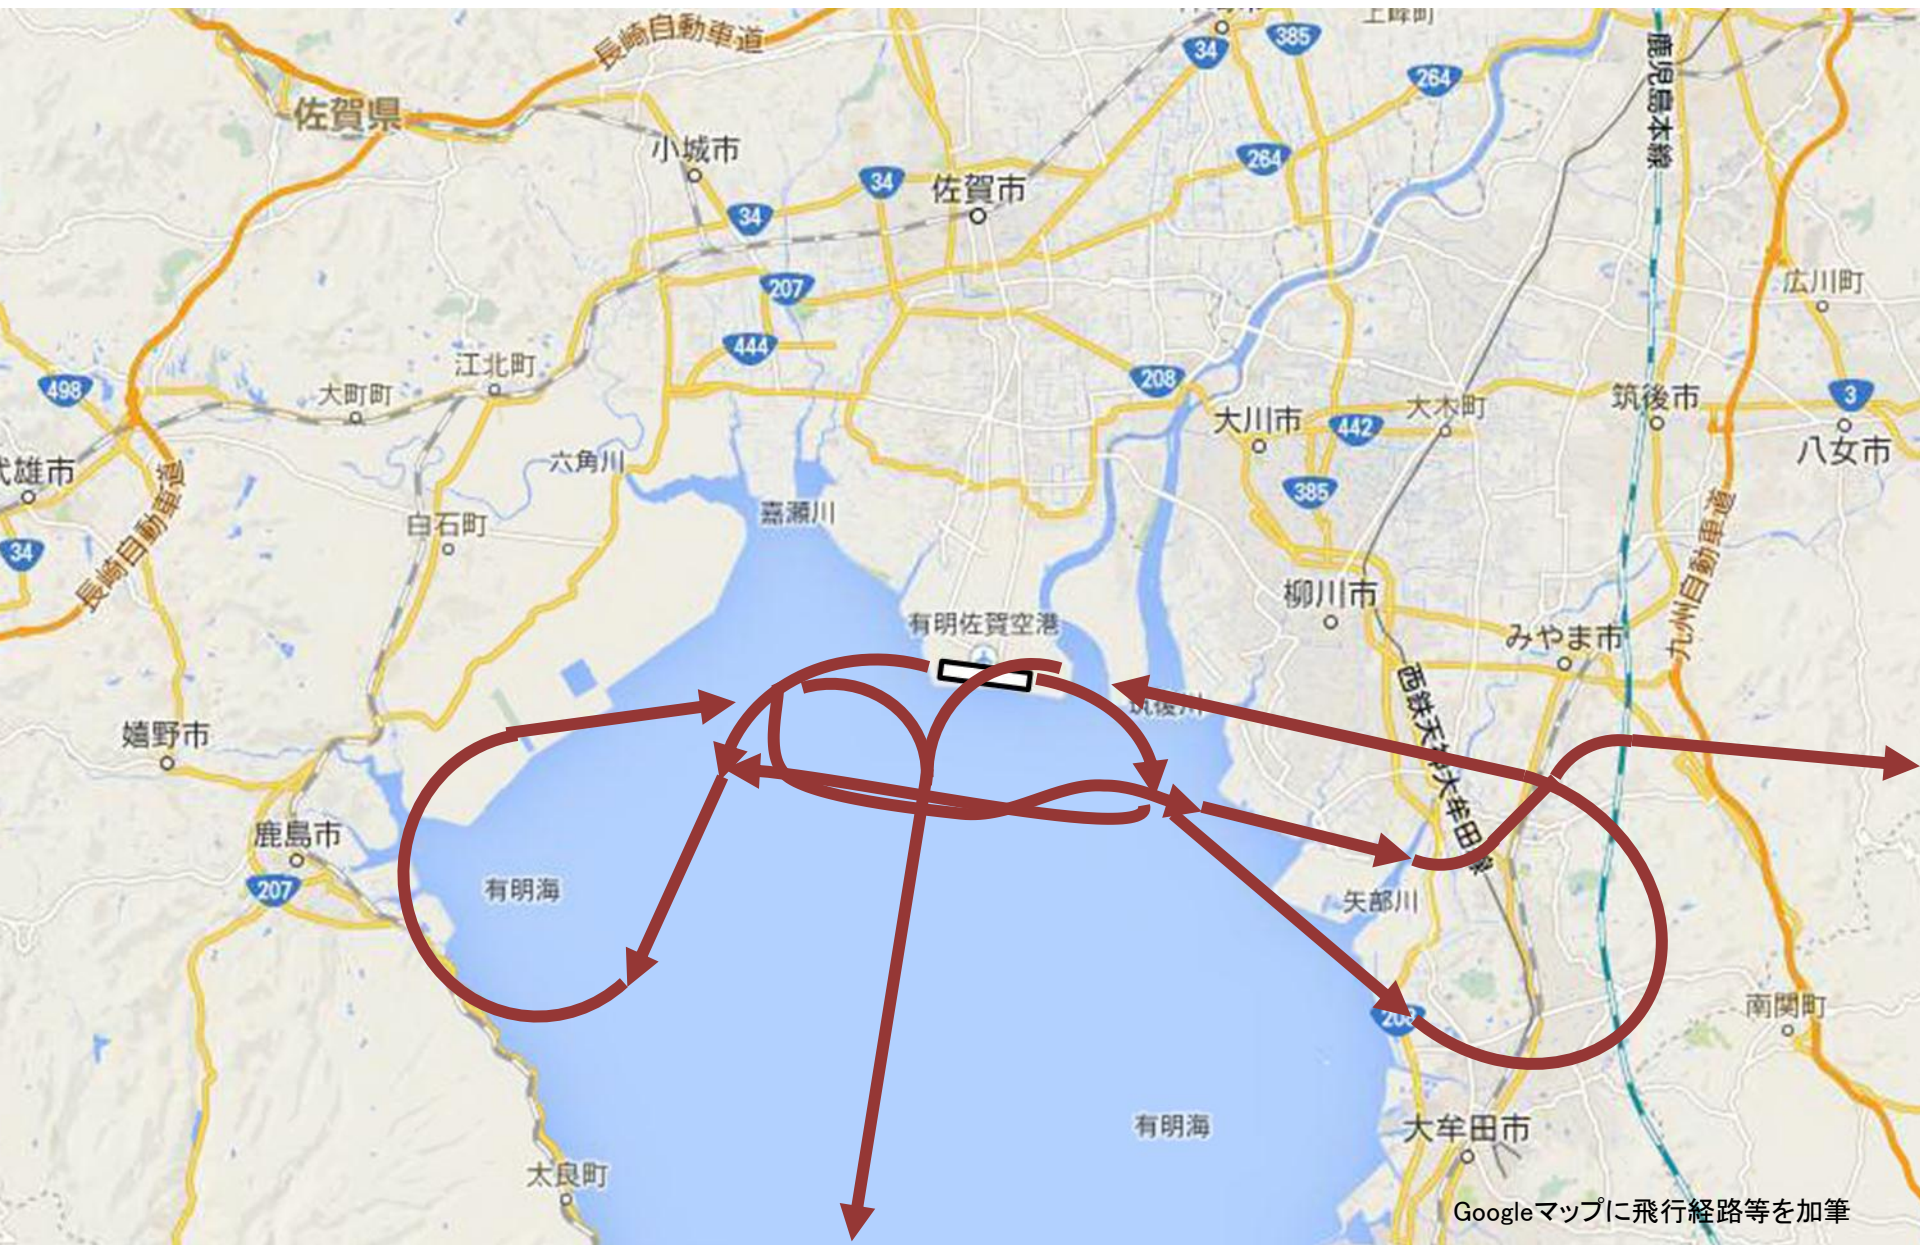 上峰町
長崎自動車道
34
385
鹿児島本線
264
佐賀県
小城市
264
34
佐賀市
34
207
広川町
444
江北町
208
498
大町町
筑後市
3
大川市
442
大木町
八女市
武雄市
六角川
385
嘉瀬川
白石町
34
長崎自動車道
九州自動車道
柳川市
有明佐賀空港
みやま市
筑後川
西鉄天神大牟田線
嬉野市
鹿島市
207
有明海
矢部川
南関町
208
有明海
大牟田市
太良町
Googleマップに飛行経路等を加筆